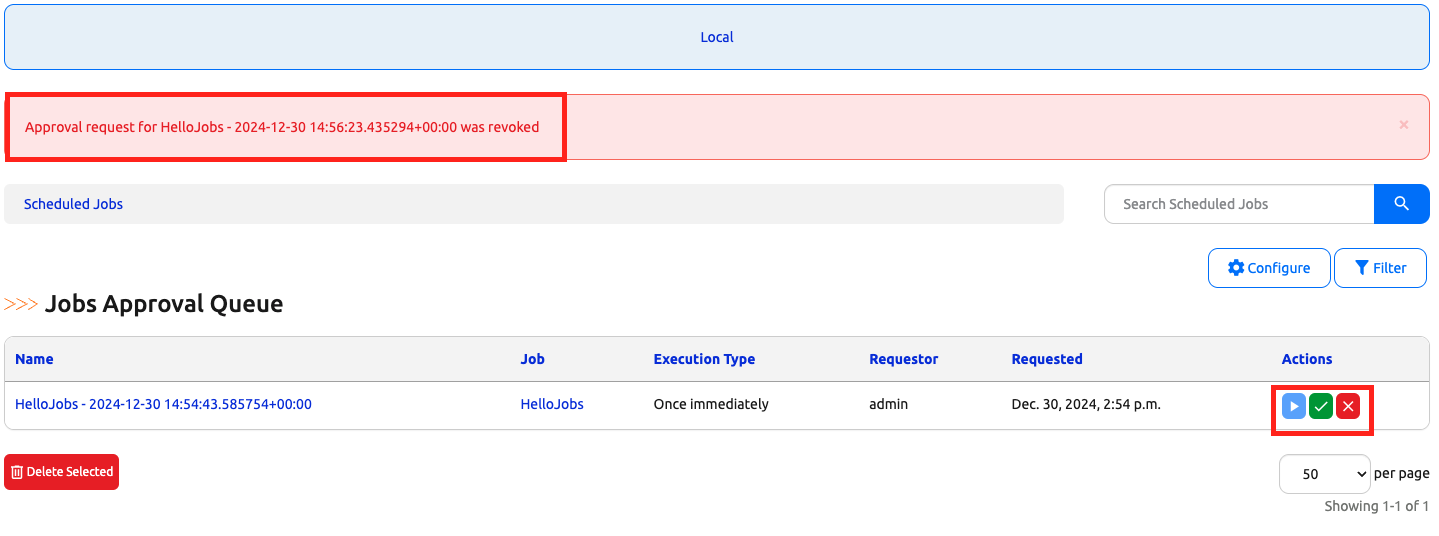 Local
Approval request for HelloJobs - 2024-12-30 14:56:23.435294+00:00 was revoked ×
Scheduled Jobs Search Scheduled Jobs
Configure Filter
>>> Jobs Approval Queue
Name Job Execution Type Requestor Requested Actions
HelloJobs - 2024-12-30 14:54:43.585754+00:00 HelloJobs Once immediately admin Dec. 30, 2024, 2:54 p.m.
Delete Selected 50 per page
Showing 1-1 of 1